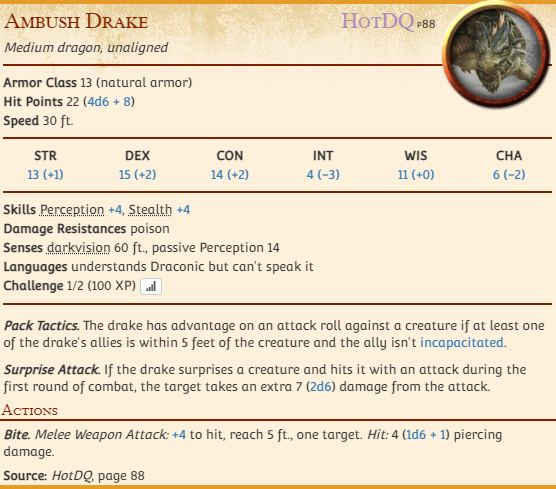 Ambush Drake HotDQ P88
Medium dragon, unaligned
Armor Class 13 (natural armor)
Hit Points 22 (4d6 + 8)
Speed 30 ft.
STR DEX CON INT WIS CHA
13 (+1) 15 (+2) 14 (+2) 4 (−3) 11 (+0) 6 (−2)
Skills Perception +4, Stealth +4
Damage Resistances poison
Senses darkvision 60 ft., passive Perception 14
Languages understands Draconic but can't speak it
Challenge 1/2 (100 XP)
Pack Tactics. The drake has advantage on an attack roll against a creature if at least one
of the drake's allies is within 5 feet of the creature and the ally isn't incapacitated.
Surprise Attack. If the drake surprises a creature and hits it with an attack during the
first round of combat, the target takes an extra 7 (2d6) damage from the attack.
Actions
Bite. Melee Weapon Attack: +4 to hit, reach 5 ft., one target. Hit: 4 (1d6 + 1) piercing
damage.
Source: HotDQ, page 88